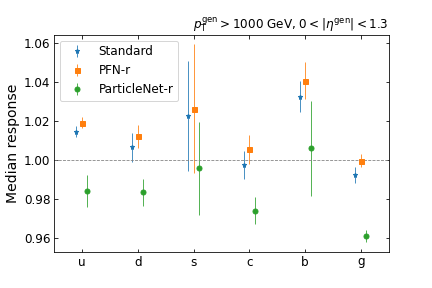 p_T^gen > 1000 GeV, 0 < |η^gen| < 1.3
Median response
1.06
1.04
1.02
1.00
0.98
0.96
Standard
PFN-r
ParticleNet-r
u d s c b g